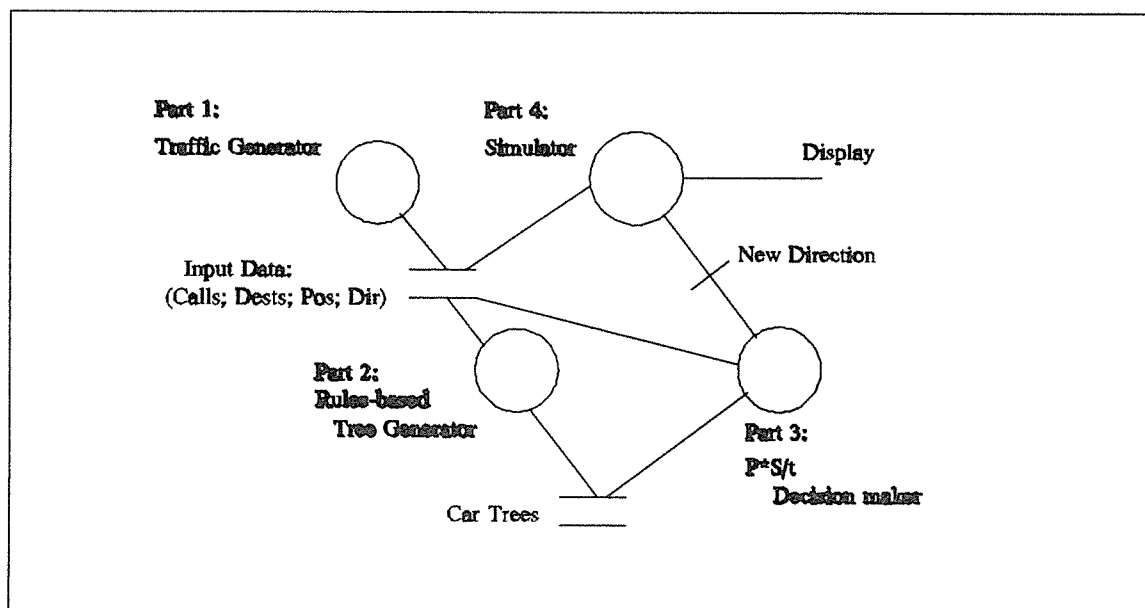 Part 1:
Traffic Generator
Part 4:
Simulator
Display
New Direction
Input Data:
(Calls; Dests; Pos; Dir)
Part 2:
Rules-based
Tree Generator
Part 3:
P*S/t
Decision maker
Car Trees